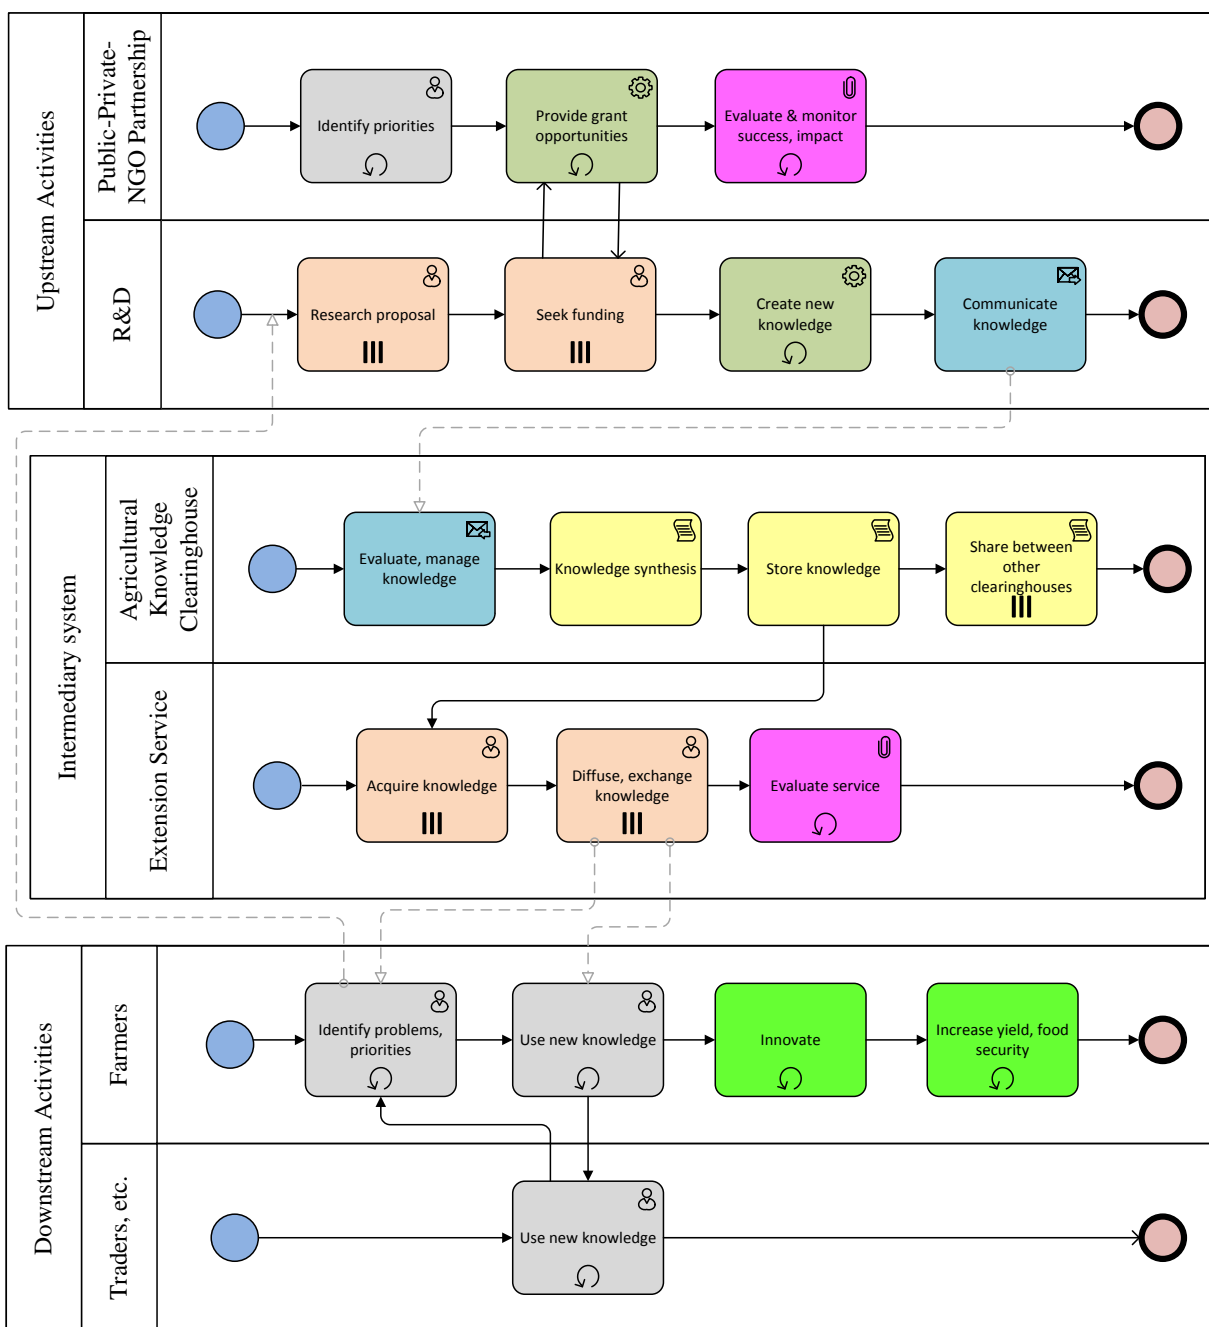 Upstream Activities
Public-Private-
NGO Partnership
Identify priorities
Provide grant
opportunities
Evaluate & monitor
success, impact
R&D
Research proposal
Seek funding
Create new
knowledge
Communicate
knowledge
Intermediary system
Agricultural
Knowledge
Clearinghouse
Evaluate, manage
knowledge
Knowledge synthesis
Store knowledge
Share between
other
clearinghouses
Extension Service
Acquire knowledge
Diffuse, exchange
knowledge
Evaluate service
Downstream Activities
Farmers
Identify problems,
priorities
Use new knowledge
Innovate
Increase yield, food
security
Traders, etc.
Use new knowledge